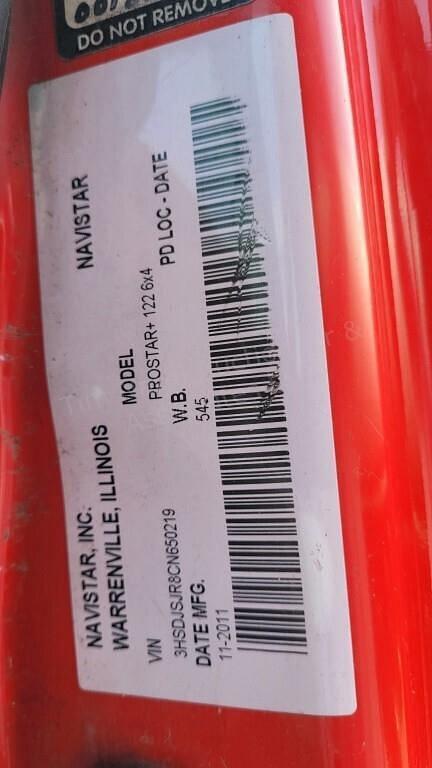 DO NOT REMOVE
NAVISTAR, INC. NAVISTAR
WARRENVILLE, ILLINOIS
VIN MODEL
3HSDJSJR8CN650219 PROSTAR+ 122 6x4
DATE MFG. W.B. PD LOC - DATE
11-2011 545